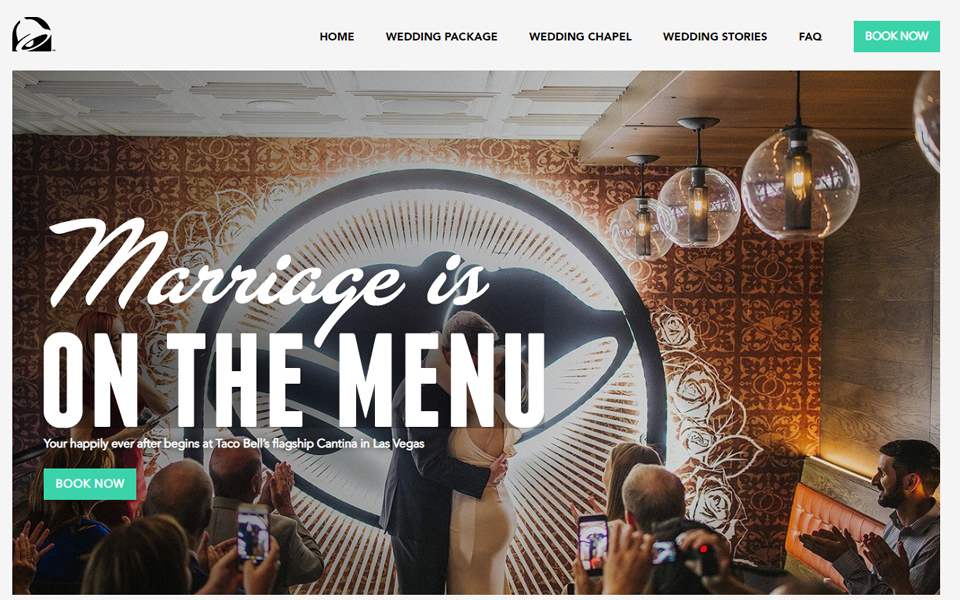 HOME
WEDDING PACKAGE
WEDDING CHAPEL
WEDDING STORIES
FAQ
BOOK NOW
Marriage is
ON THE MENU
Your happily ever after begins at Taco Bell's flagship Cantina in Las Vegas
BOOK NOW